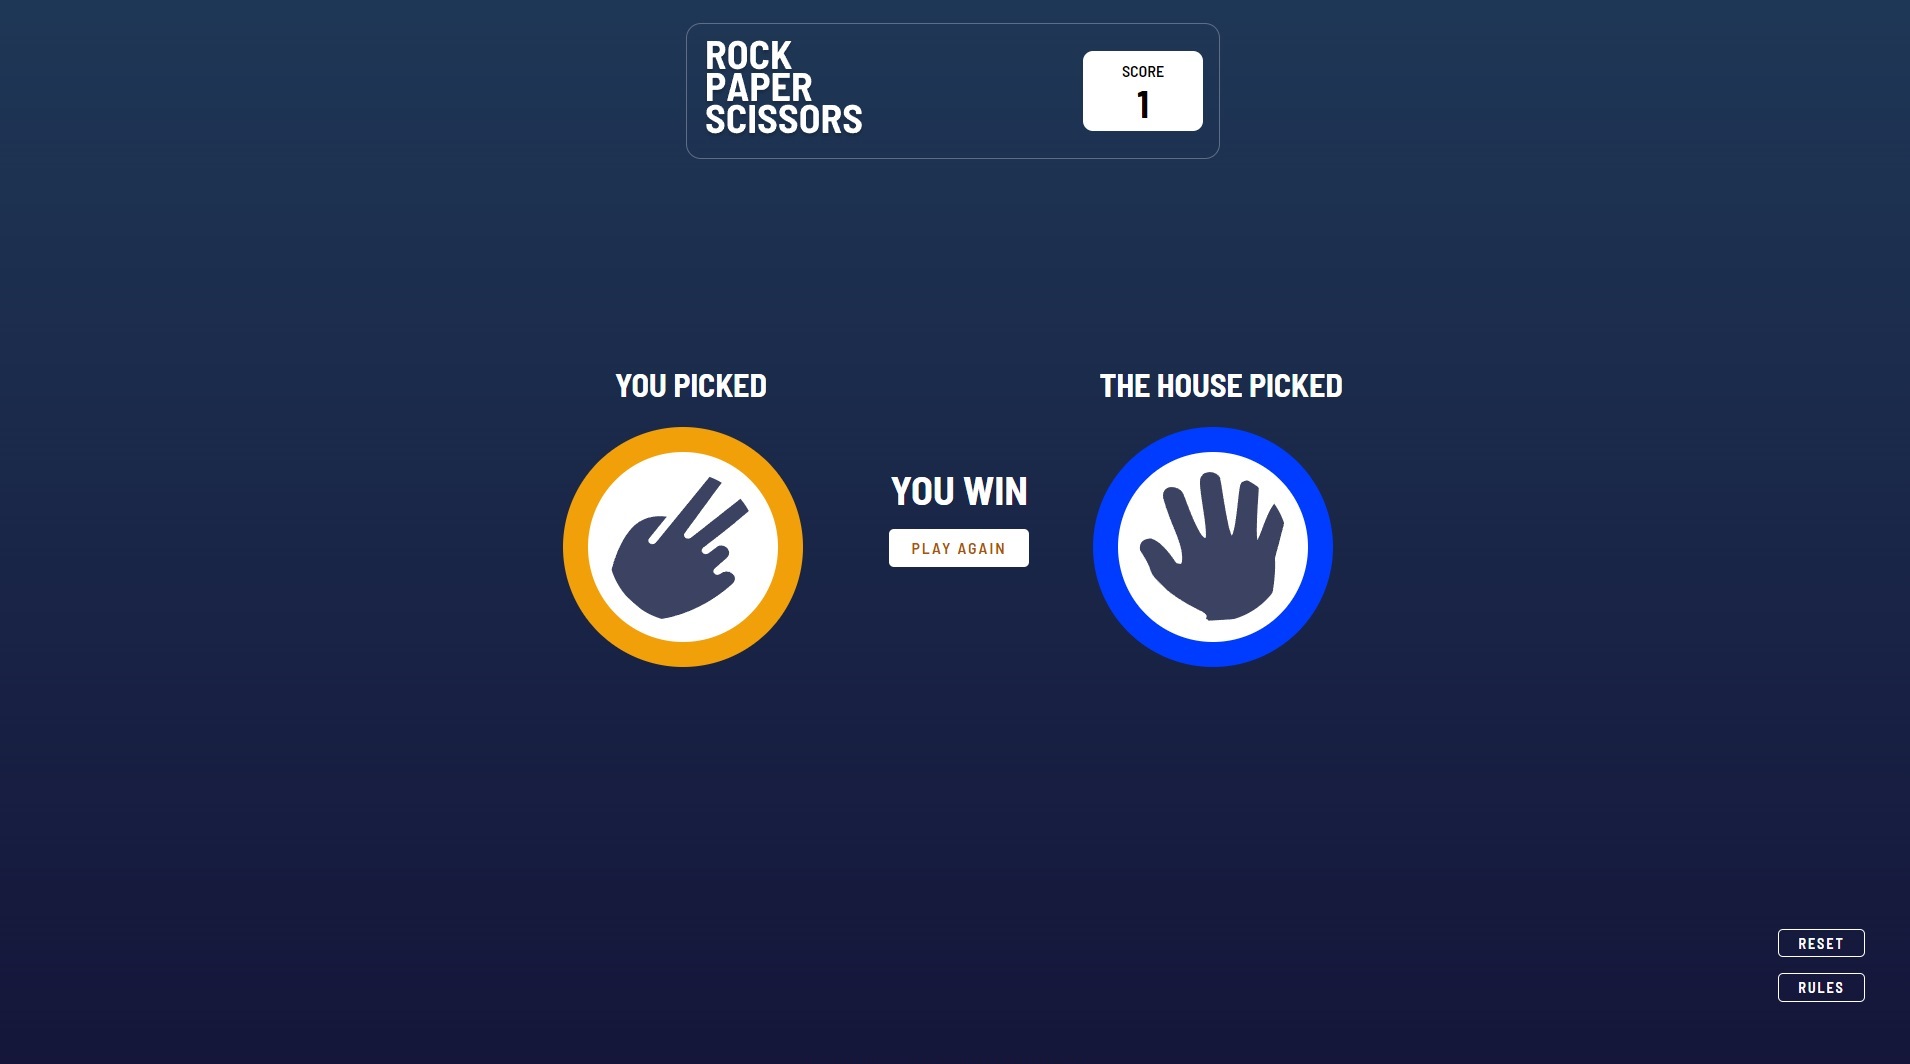 ROCK
PAPER
SCISSORS
SCORE
1
YOU PICKED
THE HOUSE PICKED
YOU WIN
PLAY AGAIN
RESET
RULES